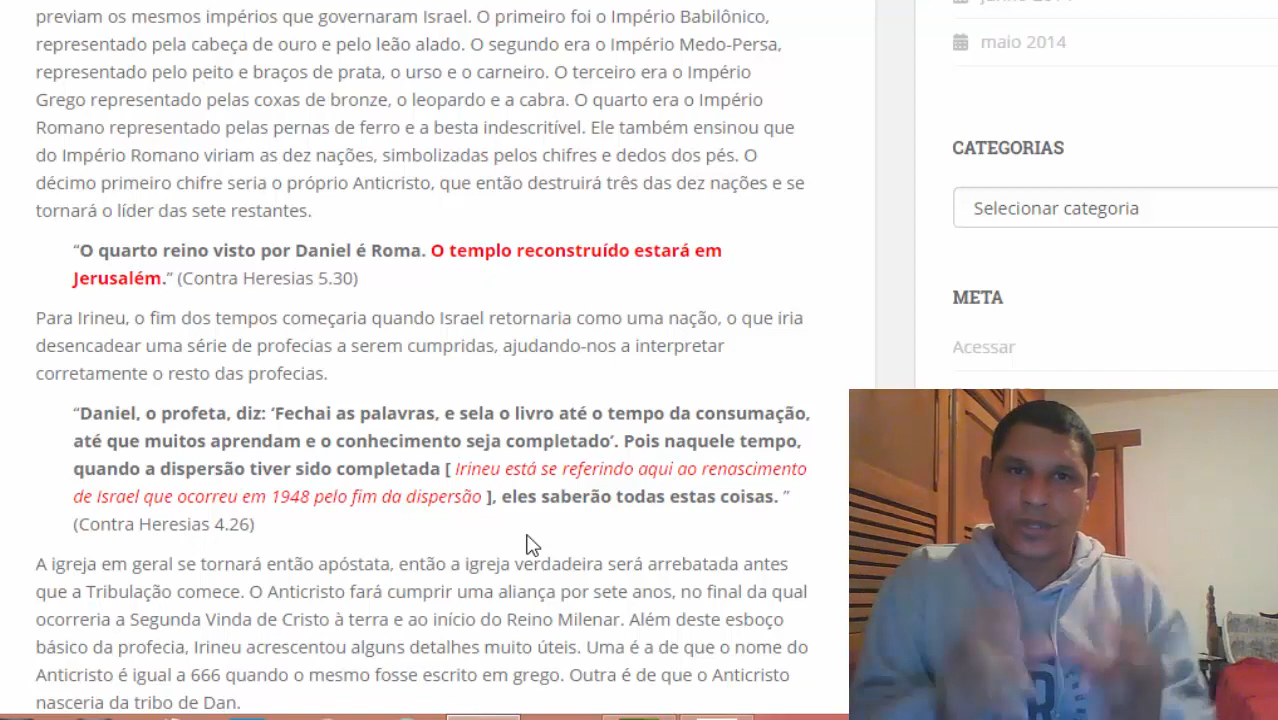 previam os mesmos impérios que governaram Israel. O primeiro foi o Império Babilônico,
representado pela cabeça de ouro e pelo leão alado. O segundo era o Império Medo-Persa,
representado pelo peito e braços de prata, o urso e o carneiro. O terceiro era o Império
Grego representado pelas coxas de bronze, o leopardo e a cabra. O quarto era o Império
Romano representado pelas pernas de ferro e a besta indescritível. Ele também ensinou que
do Império Romano viriam as dez nações, simbolizadas pelos chifres e dedos dos pés. O
décimo primeiro chifre seria o próprio Anticristo, que então destruirá três das dez nações e se
tornará o líder das sete restantes.
“O quarto reino visto por Daniel é Roma. O templo reconstruído estará em
Jerusalém.” (Contra Heresias 5.30)
Para Irineu, o fim dos tempos começaria quando Israel retornaria como uma nação, o que iria
desencadear uma série de profecias a serem cumpridas, ajudando-nos a interpretar
corretamente o resto das profecias.
“Daniel, o profeta, diz: ‘Fechai as palavras, e sela o livro até o tempo da consumação,
até que muitos aprendam e o conhecimento seja completado’. Pois naquele tempo,
quando a dispersão tiver sido completada [ Irineu está se referindo aqui ao renascimento
de Israel que ocorreu em 1948 pelo fim da dispersão ], eles saberão todas estas coisas. ”
(Contra Heresias 4.26)
A igreja em geral se tornará então apóstata, então a igreja verdadeira será arrebatada antes
que a Tribulação comece. O Anticristo fará cumprir uma aliança por sete anos, no final da qual
ocorreria a Segunda Vinda de Cristo à terra e ao início do Reino Milenar. Além deste esboço
básico da profecia, Irineu acrescentou alguns detalhes muito úteis. Uma é a de que o nome do
Anticristo é igual a 666 quando o mesmo fosse escrito em grego. Outra é de que o Anticristo
nasceria da tribo de Dan.
maio 2014
CATEGORIAS
Selecionar categoria
META
Acessar